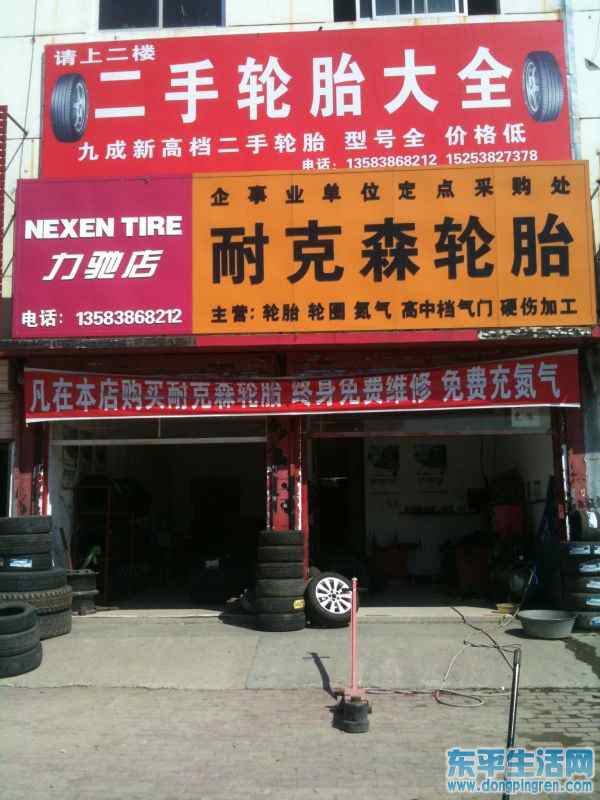 请上二楼
二手轮胎大全
九成新高档二手轮胎 型号全 价格低
电话：13583868212 15253827378
NEXEN TIRE
力驰店
电话：13583868212
企事业单位定点采购处
耐克森轮胎
主营：轮胎 轮圈 氮气 高中档气门 硬伤加工
凡在本店购买耐克森轮胎 终身免费维修 免费充氮气
东平生活网
www.dongpingren.com